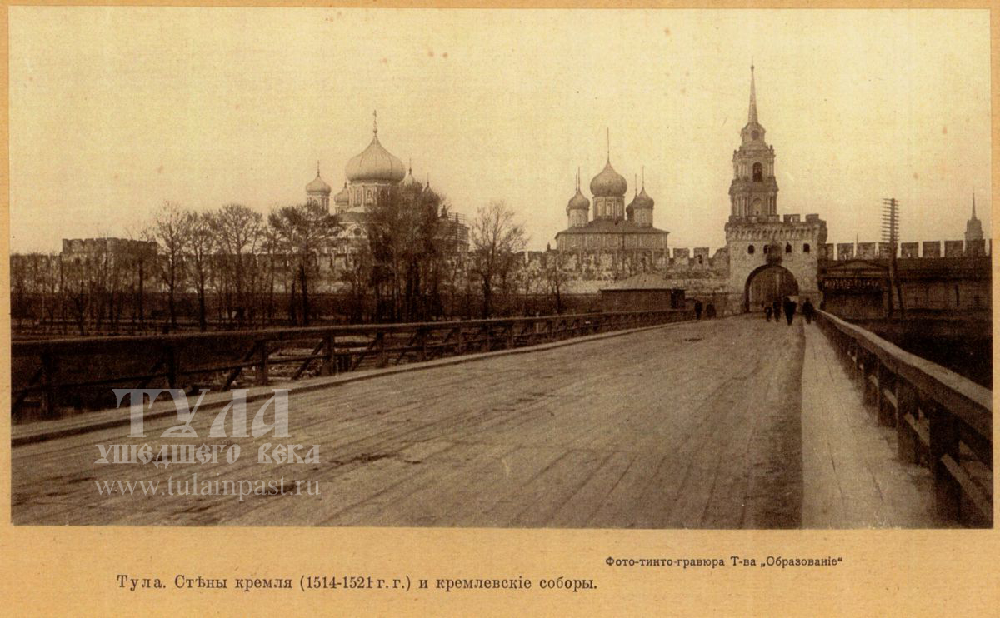 Тула
ушедшего века
www.tulainpast.ru
Фото-тинто-гравюра Т-ва „Образованіе“
Тула. Стѣны кремля (1514-1521 г. г.) и кремлевскіе соборы.